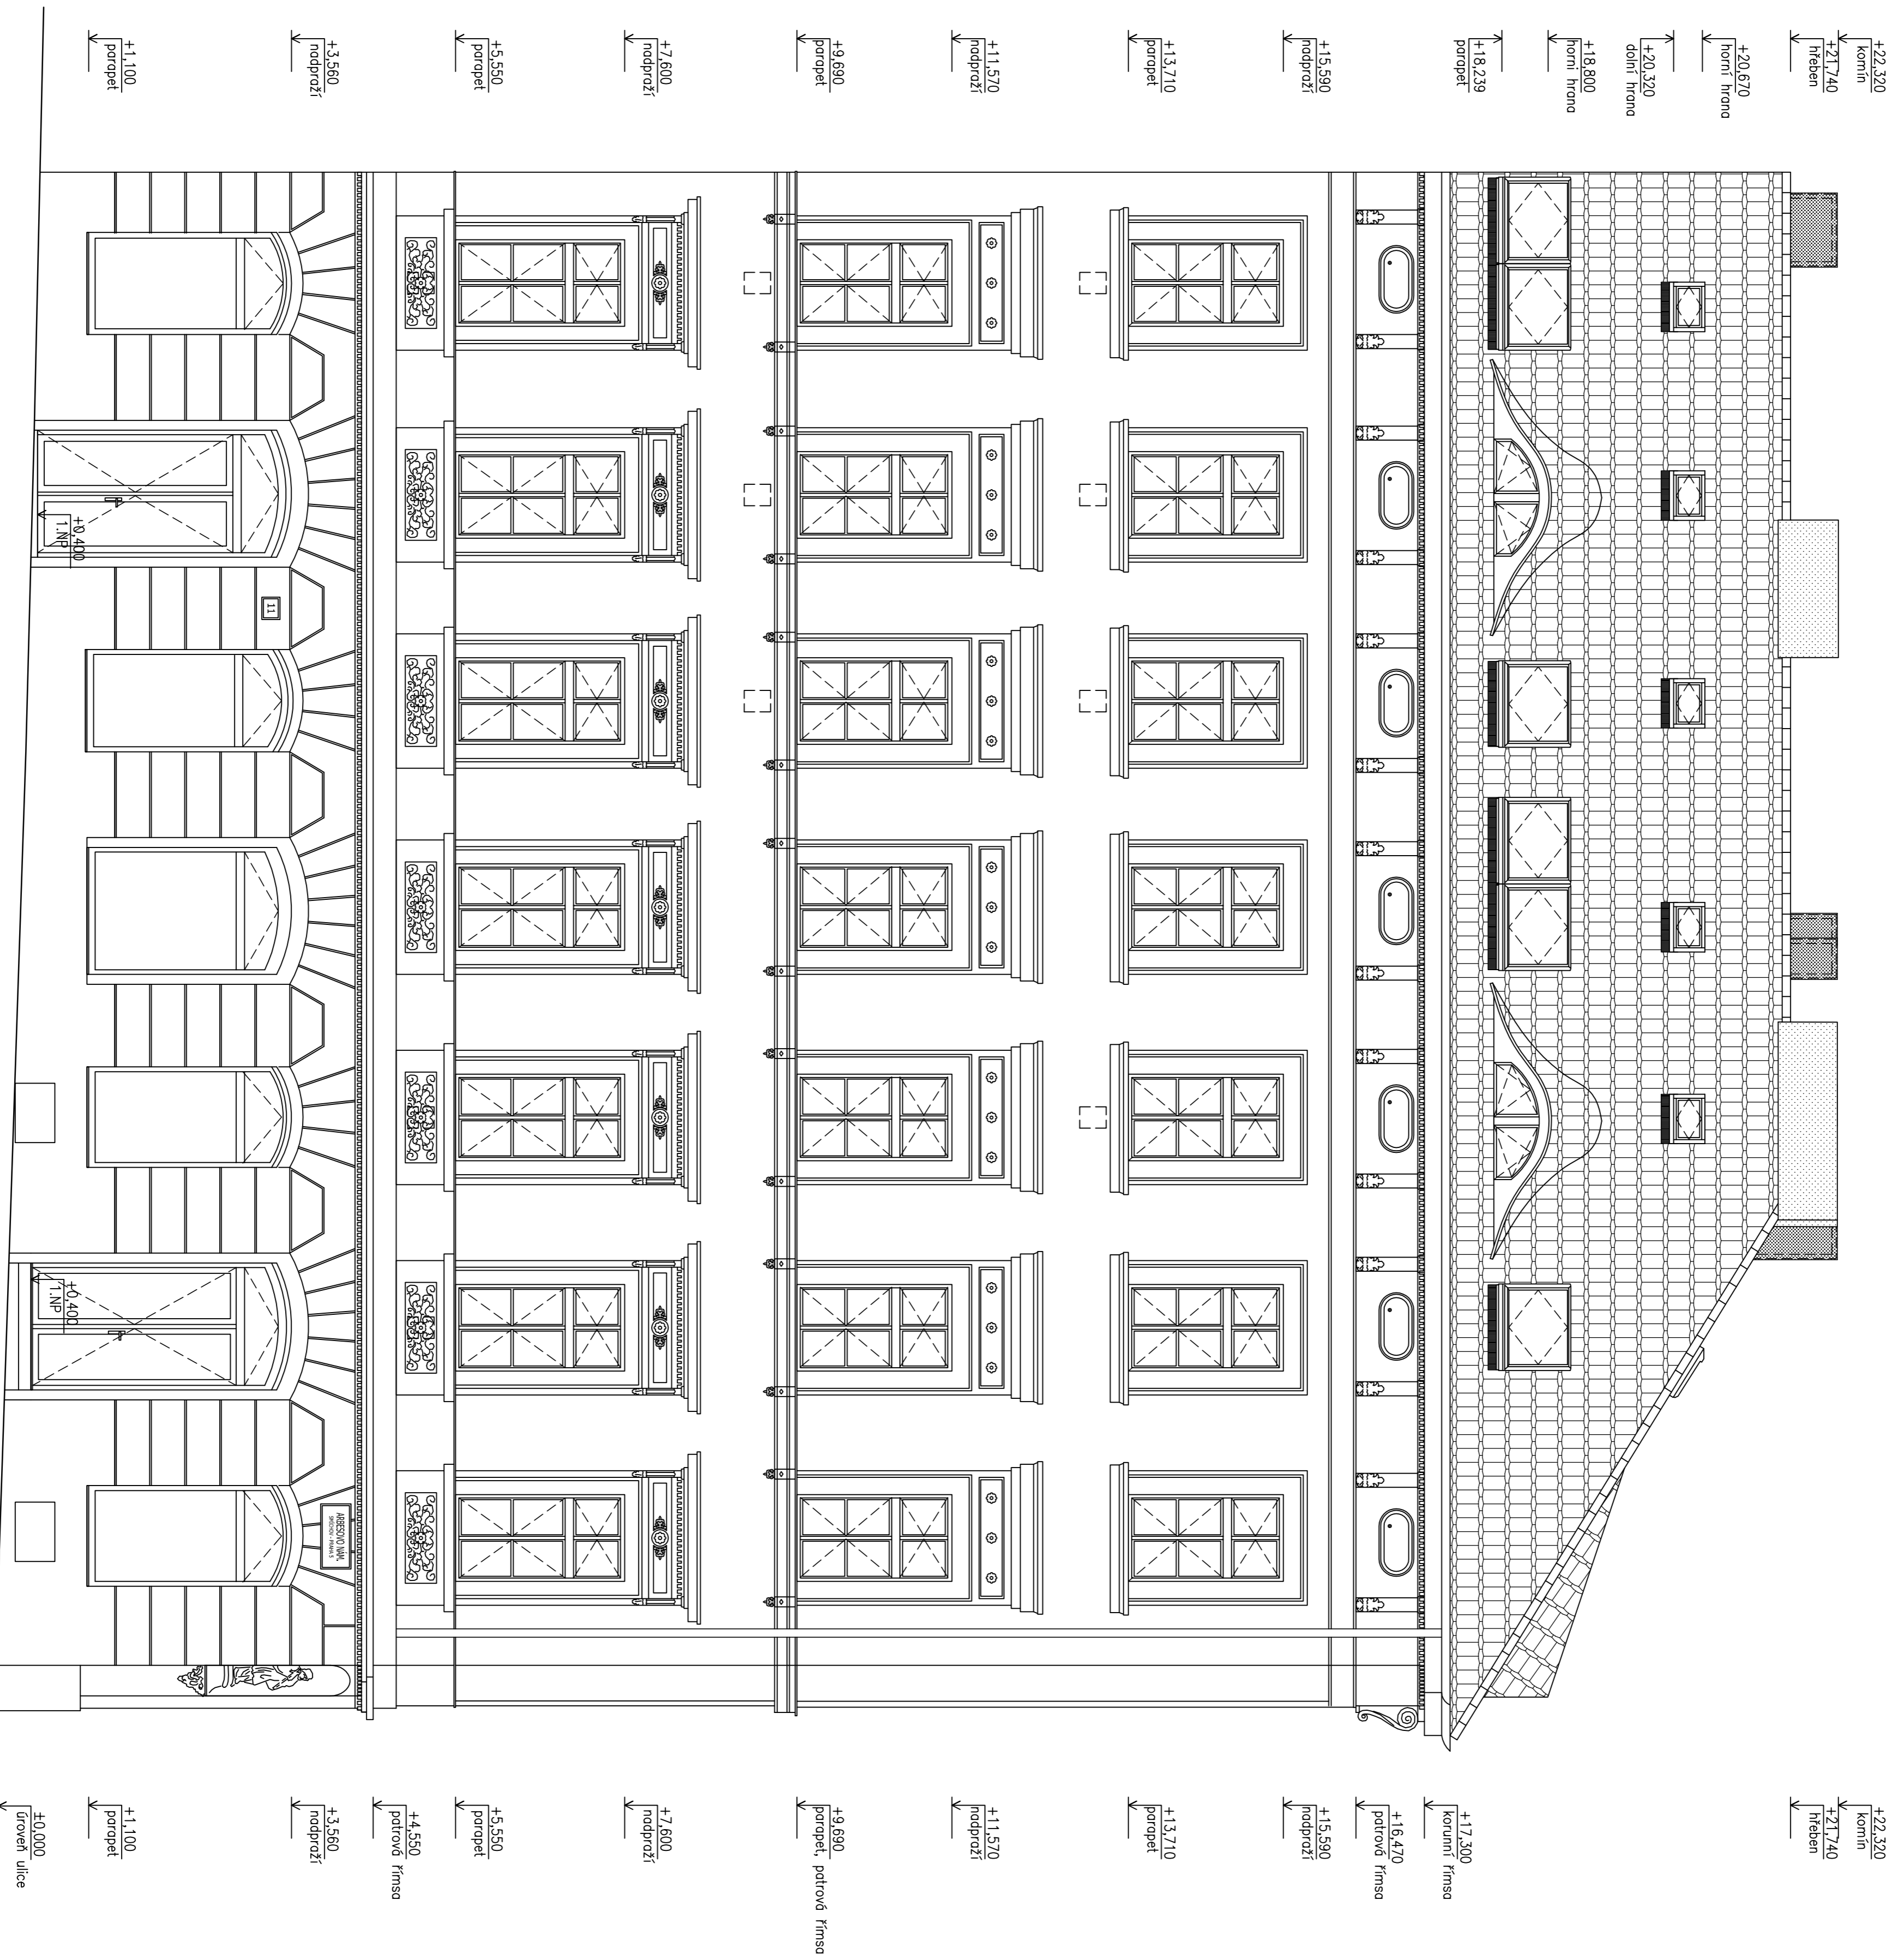 +22,320
komín
+21,740
hřeben
+20,670
horní hrana
+20,320
dolní hrana
+18,800
horní hrana
+18,239
parapet
+15,590
nadpraží
+13,710
parapet
+11,570
nadpraží
+9,690
parapet
+7,600
nadpraží
+5,550
parapet
+3,560
nadpraží
+1,100
parapet
+0,400
1.NP
11
+0,400
1.NP
ARBESOVO NÁM.
SMÍCHOV - PRAHA 5
+22,320
komín
+21,740
hřeben
+17,300
korunní římsa
+16,470
patrová římsa
+15,590
nadpraží
+13,710
parapet
+11,570
nadpraží
+9,690
parapet, patrová římsa
+7,600
nadpraží
+5,550
parapet
+4,550
patrová římsa
+3,560
nadpraží
+1,100
parapet
±0,000
úroveň ulice